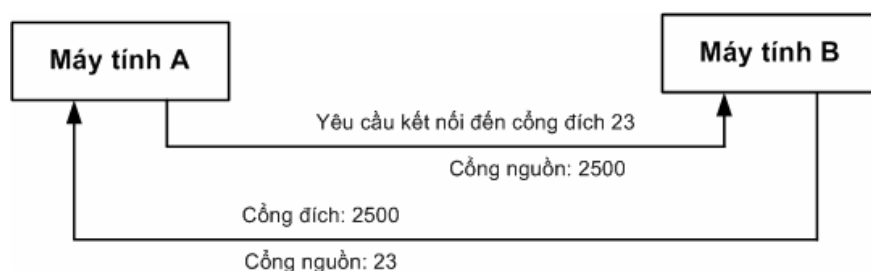 Máy tính A
Máy tính B
Yêu cầu kết nối đến cổng đích 23
Cổng nguồn: 2500
Cổng đích: 2500
Cổng nguồn: 23